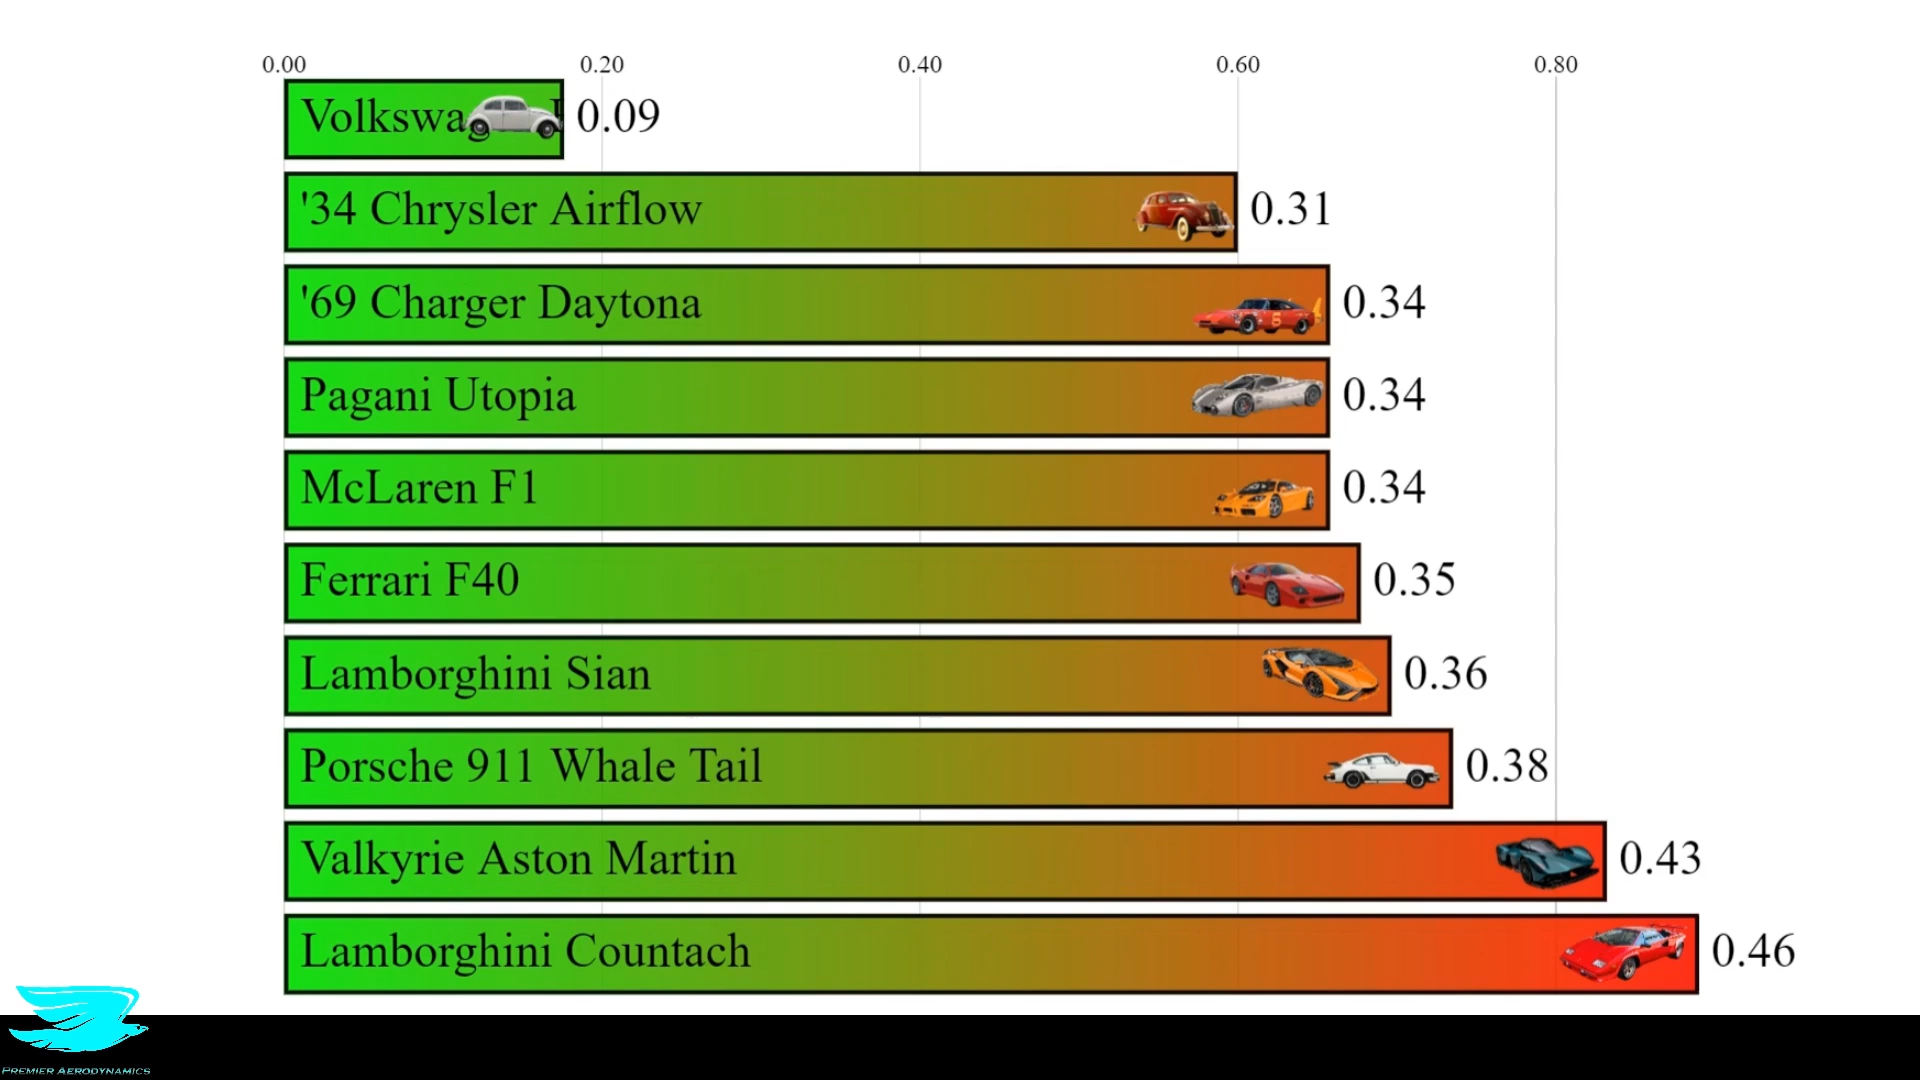 0.00 0.20 0.40 0.60 0.80
0.09
'34 Chrysler Airflow 0.31
'69 Charger Daytona 0.34
Pagani Utopia 0.34
McLaren F1 0.34
Ferrari F40 0.35
Lamborghini Sian 0.36
Porsche 911 Whale Tail 0.38
Valkyrie Aston Martin 0.43
Lamborghini Countach 0.46
PREMIER AERODYNAMICS